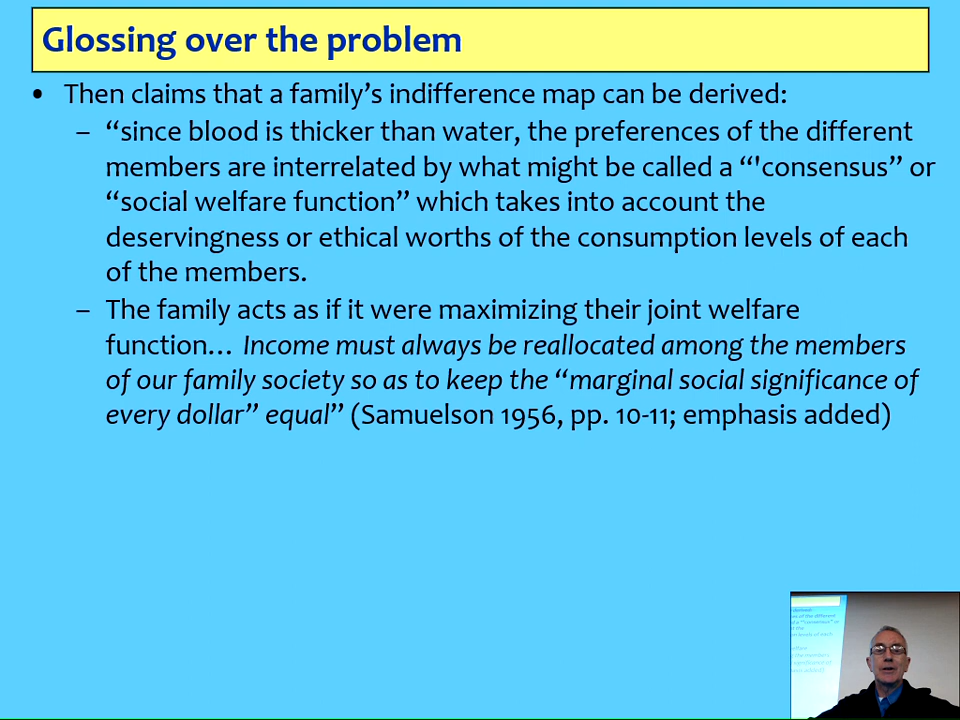 Glossing over the problem
• Then claims that a family’s indifference map can be derived:
– “since blood is thicker than water, the preferences of the different
members are interrelated by what might be called a “'consensus” or
“social welfare function” which takes into account the
deservingness or ethical worths of the consumption levels of each
of the members.
– The family acts as if it were maximizing their joint welfare
function… Income must always be reallocated among the members
of our family society so as to keep the “marginal social significance of
every dollar” equal” (Samuelson 1956, pp. 10-11; emphasis added)